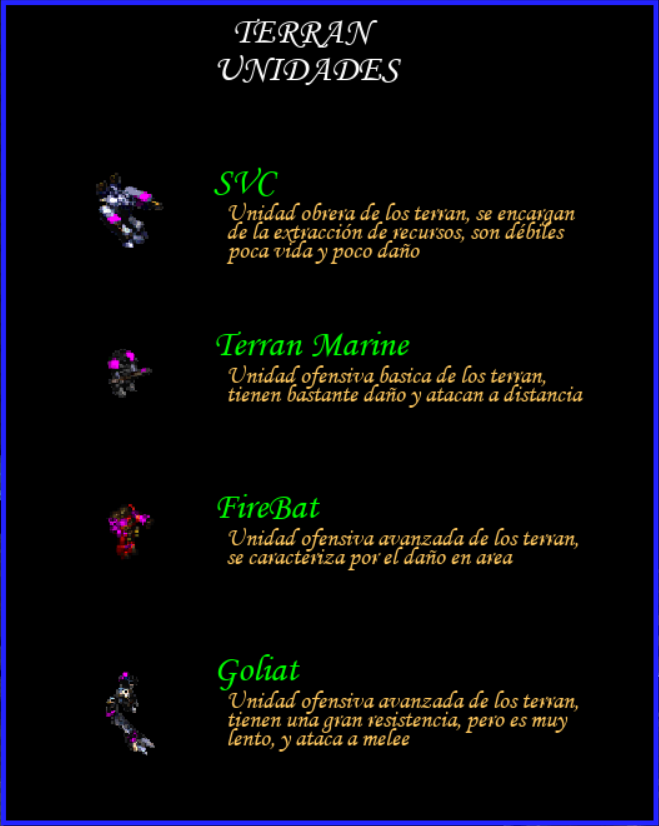 TERRAN
UNIDADES
SVC
Unidad obrera de los terran, se encargan
de la extracción de recursos, son débiles
poca vida y poco daño
Terran Marine
Unidad ofensiva basica de los terran,
tienen bastante daño y atacan a distancia
FireBat
Unidad ofensiva avanzada de los terran,
se caracteriza por el daño en area
Goliat
Unidad ofensiva avanzada de los terran,
tienen una gran resistencia, pero es muy
lento, y ataca a melee